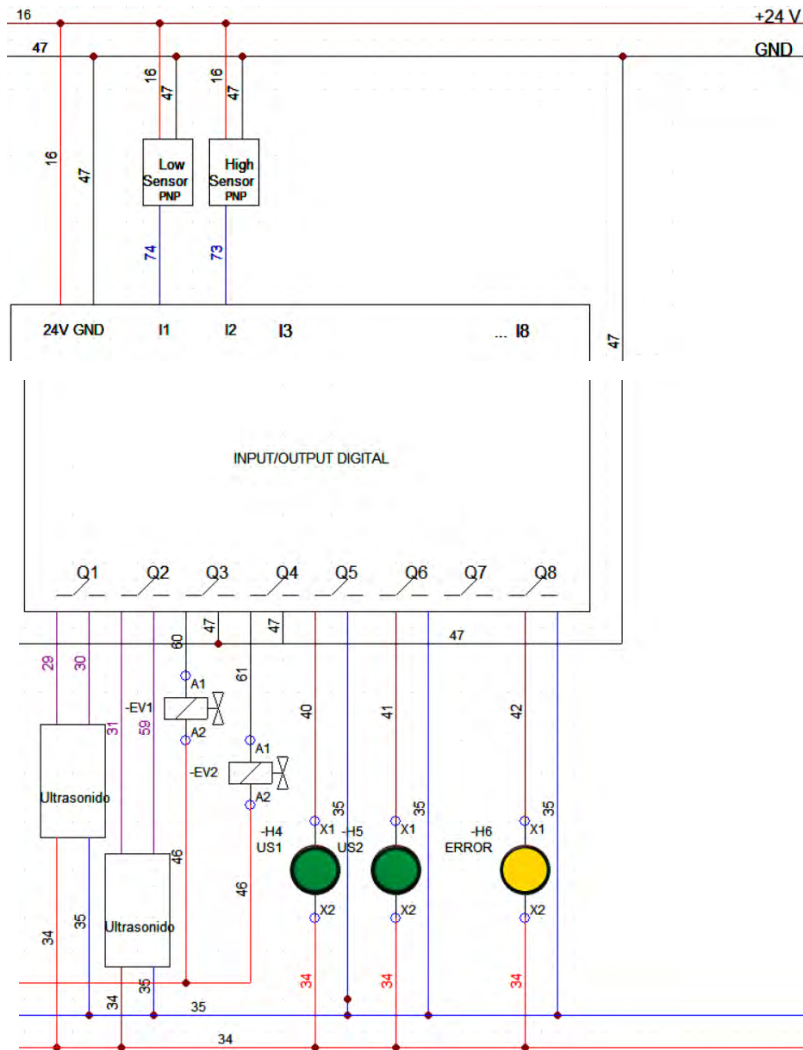 16
+24 V
47
GND
16
47
16
47
16
47
Low
Sensor
PNP
High
Sensor
PNP
74
73
24V GND
I1
I2
I3
... I8
47
INPUT/OUTPUT DIGITAL
Q1
Q2
Q3
Q4
Q5
Q6
Q7
Q8
29
30
31
59
60
47
61
47
47
A1
-EV1
A2
A1
-EV2
A2
40
41
42
Ultrasonido
Ultrasonido
35
35
35
-H4
US1
X1
X2
-H5
US2
X1
X2
-H6
ERROR
X1
X2
46
46
34
35
34
35
34
34
34
35
34